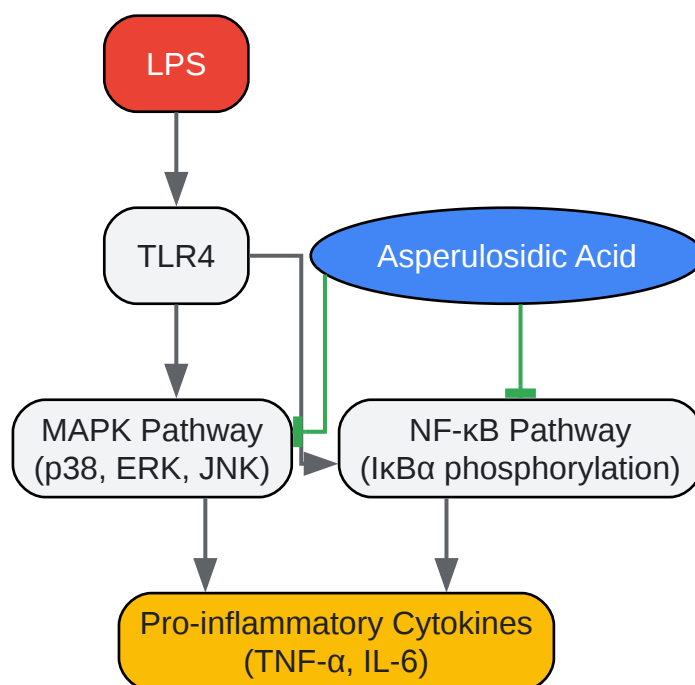 LPS
TLR4
Asperulosidic Acid
MAPK Pathway
(p38, ERK, JNK)
NF-κB Pathway
(IκBα phosphorylation)
Pro-inflammatory Cytokines
(TNF-α, IL-6)